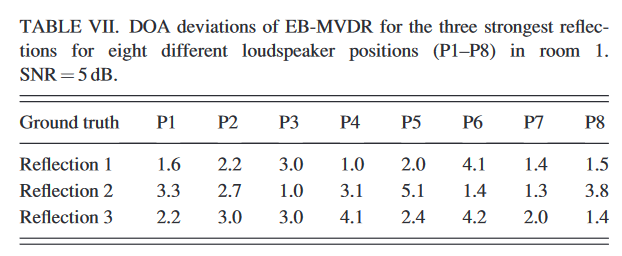 TABLE VII. DOA deviations of EB-MVDR for the three strongest reflec-
tions for eight different loudspeaker positions (P1–P8) in room 1.
SNR = 5 dB.
Ground truth P1 P2 P3 P4 P5 P6 P7 P8
Reflection 1 1.6 2.2 3.0 1.0 2.0 4.1 1.4 1.5
Reflection 2 3.3 2.7 1.0 3.1 5.1 1.4 1.3 3.8
Reflection 3 2.2 3.0 3.0 4.1 2.4 4.2 2.0 1.4